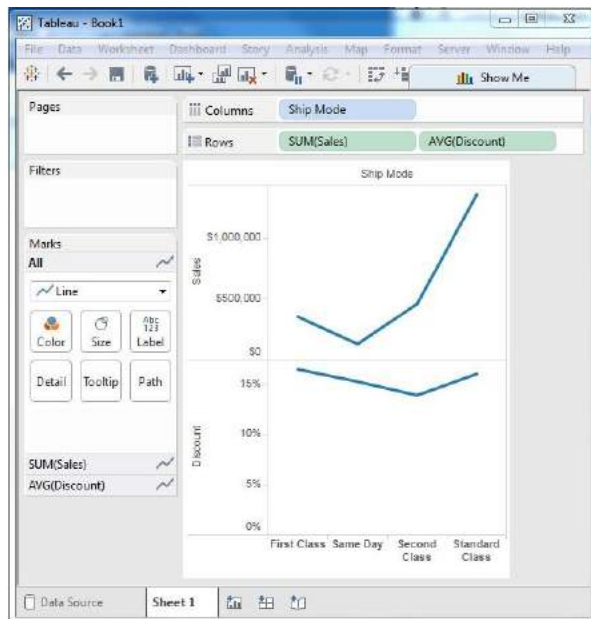 Tableau - Book1
File Data Worksheet Dashboard Story Analysis Map Format Server Window Help
Show Me
Pages
Columns
Ship Mode
Rows
SUM(Sales)
AVG(Discount)
Filters
Ship Mode
Marks
All
Line
Color
Size
Abc
123
Label
Detail
Tooltip
Path
SUM(Sales)
AVG(Discount)
Sales
$1,000,000
$500,000
$0
Discount
15%
10%
5%
0%
First Class
Same Day
Second
Class
Standard
Class
Data Source
Sheet 1